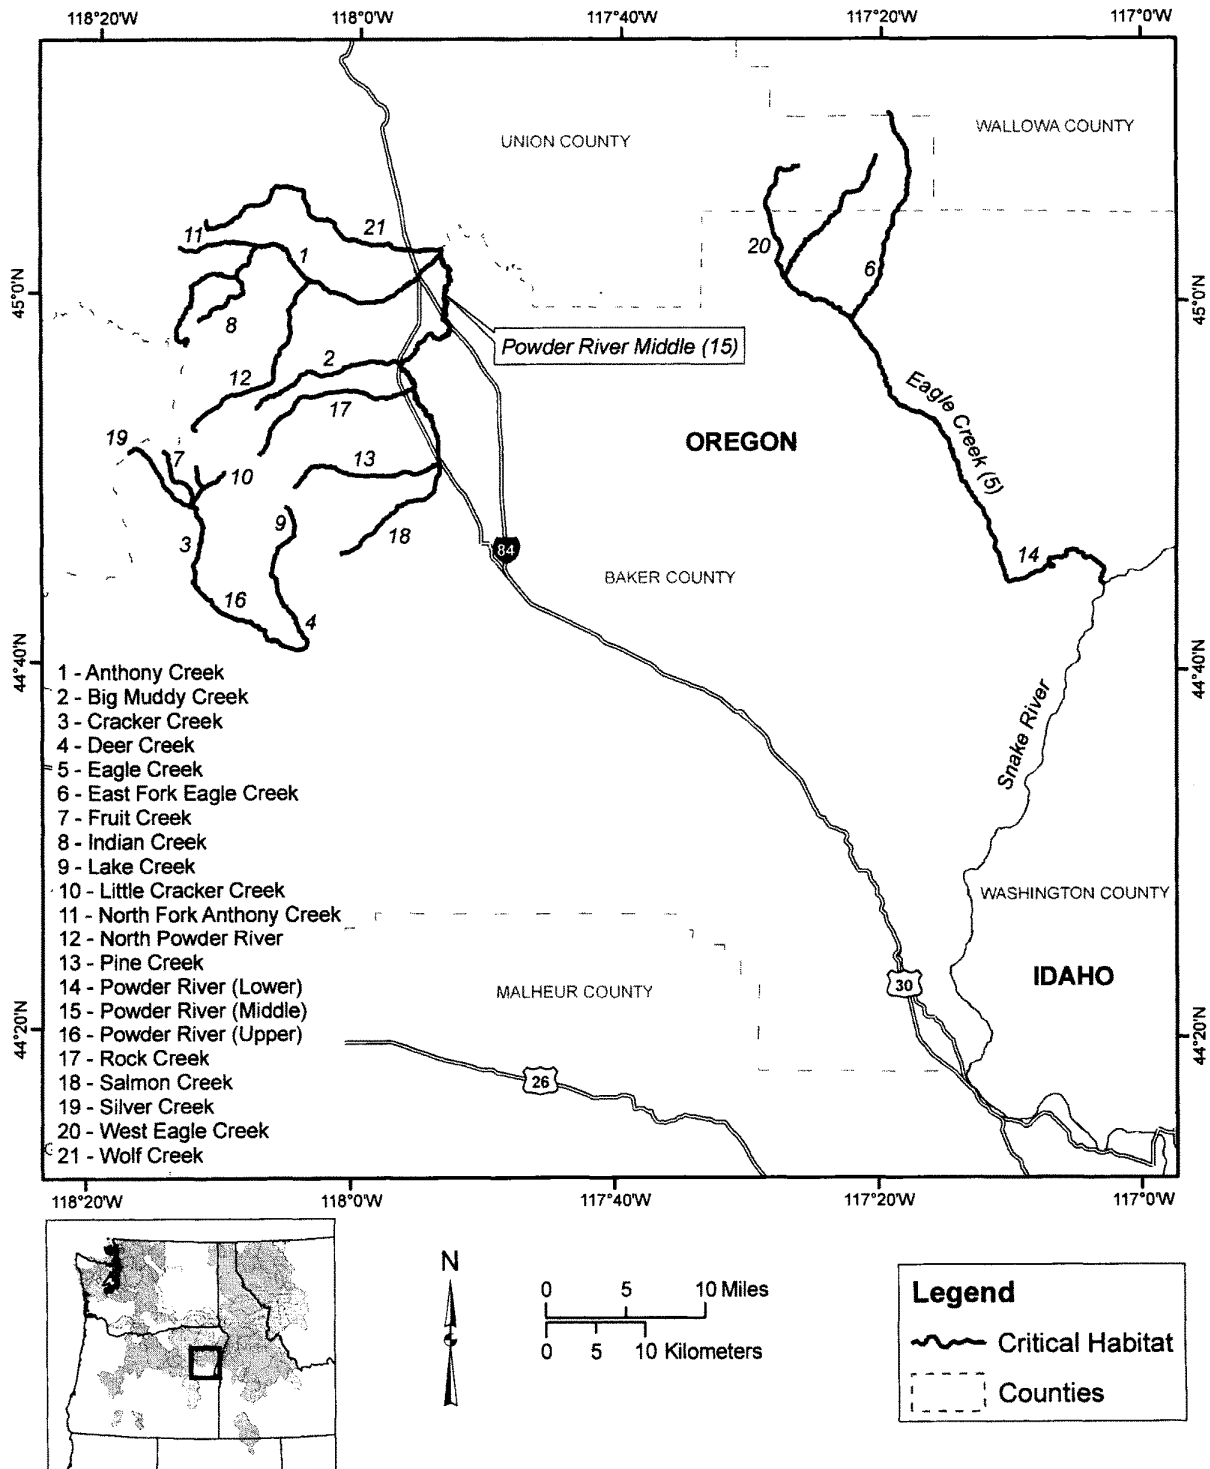 118°20'W 118°0'W 117°40'W 117°20'W 117°0'W
UNION COUNTY
WALLOWA COUNTY
11
21
1
20
6
45°0'N
45°0'N
8
Powder River Middle (15)
2
12
17
Eagle Creek (5)
OREGON
19
7
10
13
9
18
3
84
14
BAKER COUNTY
16
4
44°40'N
44°40'N
Snake River
1 - Anthony Creek
2 - Big Muddy Creek
3 - Cracker Creek
4 - Deer Creek
5 - Eagle Creek
6 - East Fork Eagle Creek
7 - Fruit Creek
8 - Indian Creek
9 - Lake Creek
10 - Little Cracker Creek
11 - North Fork Anthony Creek
12 - North Powder River
13 - Pine Creek
14 - Powder River (Lower)
15 - Powder River (Middle)
16 - Powder River (Upper)
17 - Rock Creek
18 - Salmon Creek
19 - Silver Creek
20 - West Eagle Creek
21 - Wolf Creek
WASHINGTON COUNTY
IDAHO
MALHEUR COUNTY
30
26
44°20'N
44°20'N
118°20'W 118°0'W 117°40'W 117°20'W 117°0'W
N
0 5 10 Miles
0 5 10 Kilometers
Legend
Critical Habitat
Counties